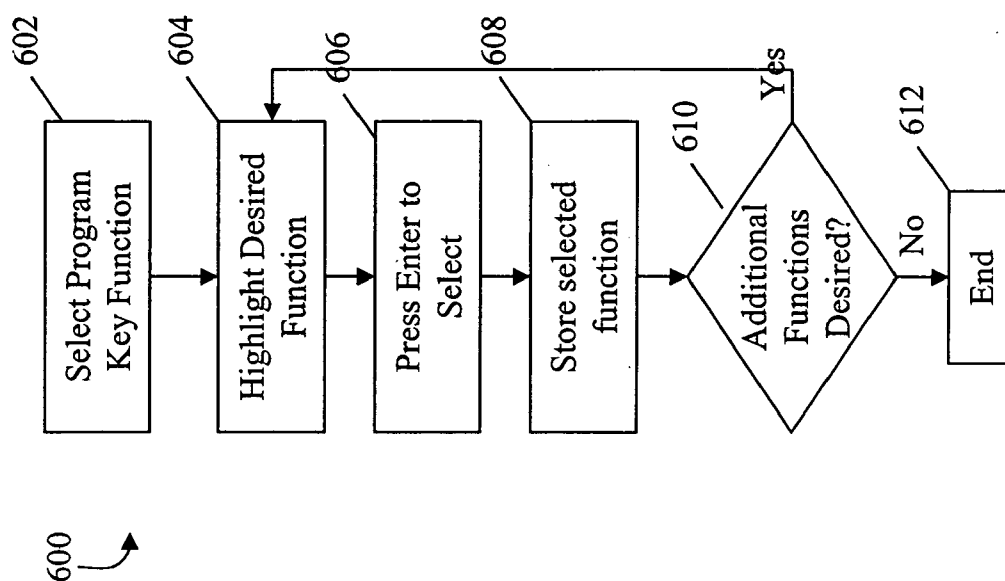 600
602
Select Program
Key Function
604
Highlight Desired
Function
606
Press Enter to
Select
608
Store selected
function
610
Additional
Functions
Desired?
Yes
No
612
End